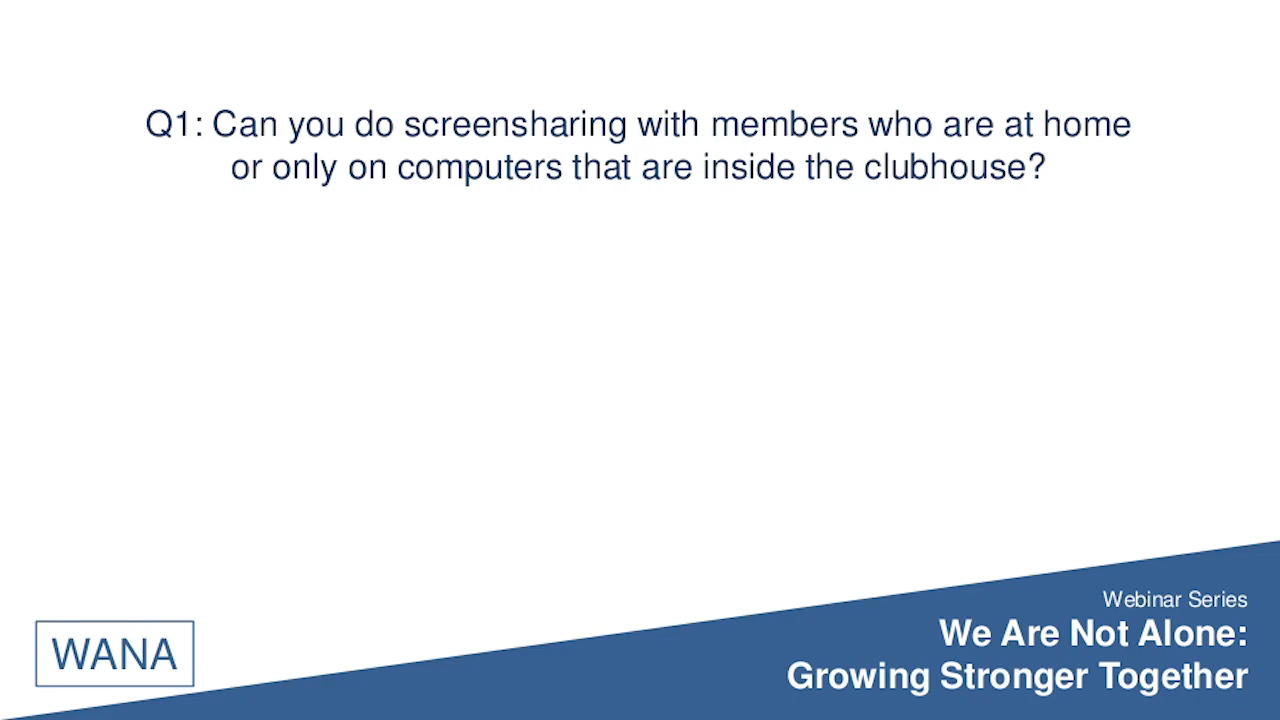 Q1: Can you do screensharing with members who are at home
or only on computers that are inside the clubhouse?
Webinar Series
We Are Not Alone:
Growing Stronger Together
WANA